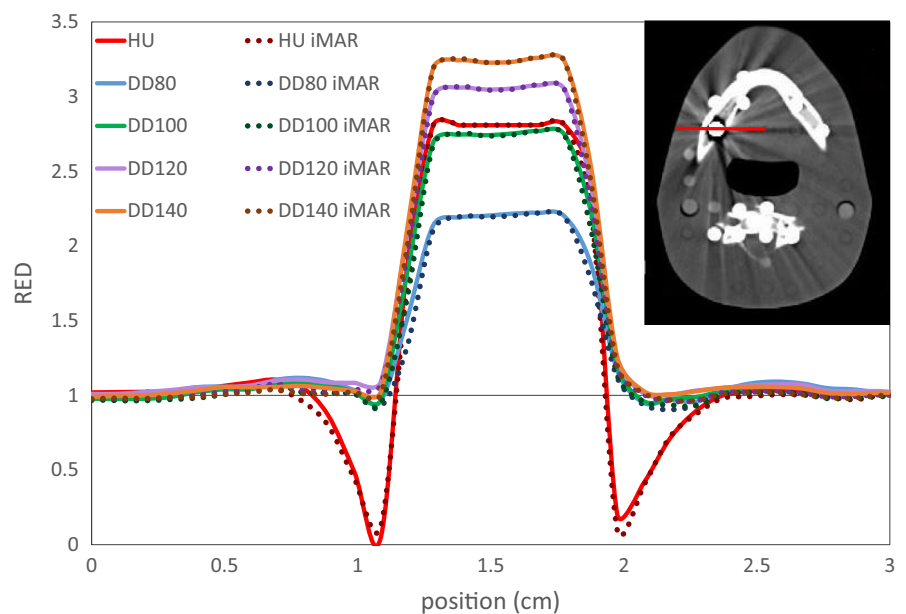 3.5
3
2.5
2
1.5
1
0.5
0
RED
HU
HU iMAR
DD80
DD80 iMAR
DD100
DD100 iMAR
DD120
DD120 iMAR
DD140
DD140 iMAR
0
0.5
1
1.5
2
2.5
3
position (cm)